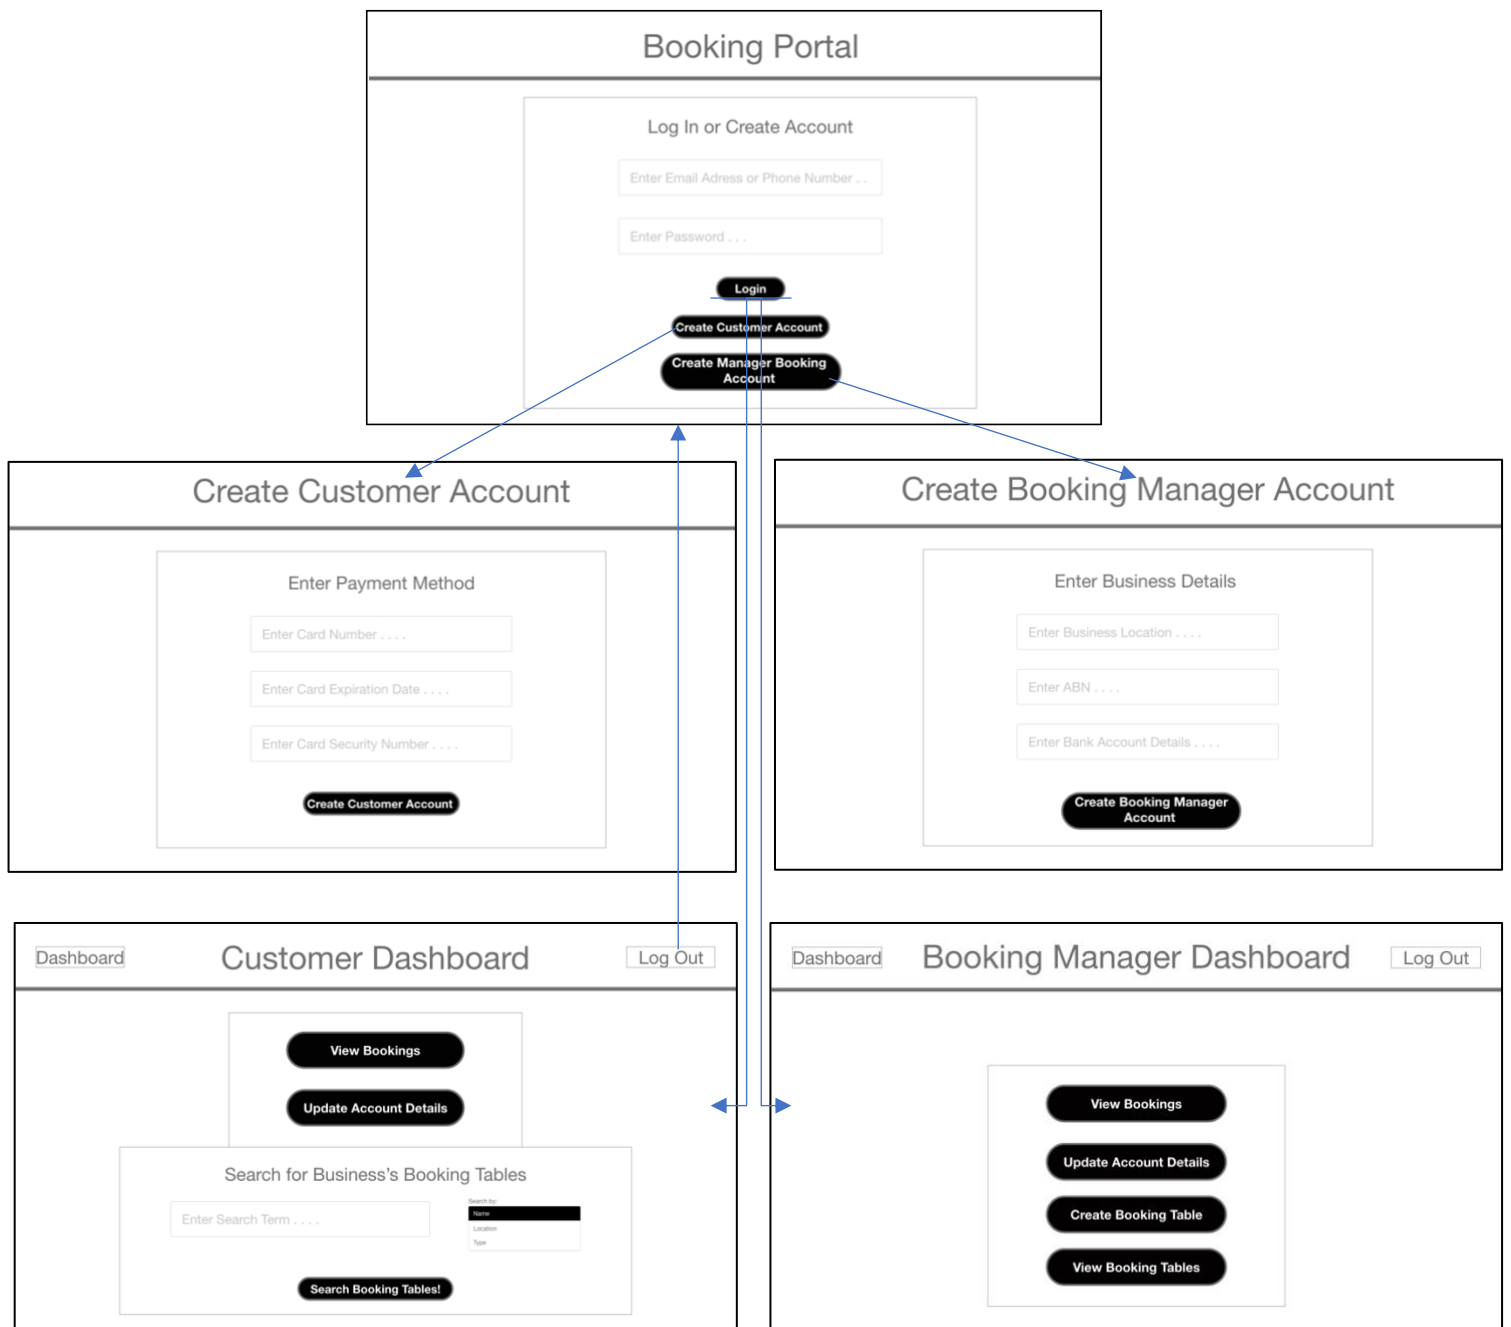 Booking Portal
Log In or Create Account
Enter Email Adress or Phone Number . .
Enter Password . . .
Login
Create Customer Account
Create Manager Booking
Account
Create Customer Account
Enter Payment Method
Enter Card Number . . . .
Enter Card Expiration Date . . . .
Enter Card Security Number . . . .
Create Customer Account
Create Booking Manager Account
Enter Business Details
Enter Business Location . . . .
Enter ABN . . . .
Enter Bank Account Details . . . .
Create Booking Manager
Account
Dashboard
Customer Dashboard
Log Out
View Bookings
Update Account Details
Search for Business's Booking Tables
Enter Search Term . . . .
Search by:
Name
Location
Type
Search Booking Tables!
Dashboard
Booking Manager Dashboard
Log Out
View Bookings
Update Account Details
Create Booking Table
View Booking Tables